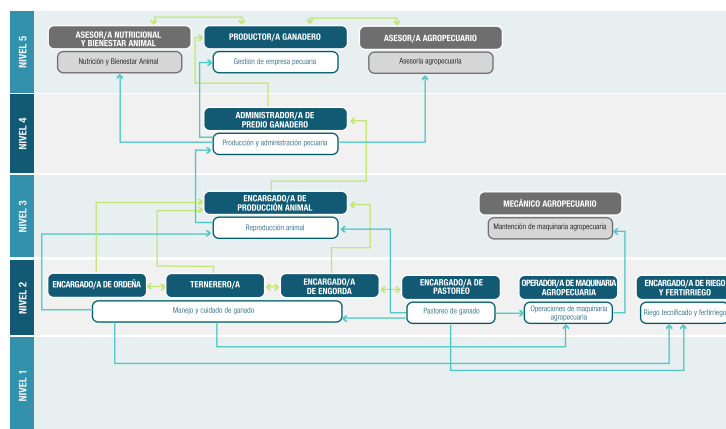 NIVEL 5
ASESOR/A NUTRICIONAL
Y BIENESTAR ANIMAL
Nutrición y Bienestar Animal
PRODUCTOR/A GANADERO
Gestión de empresa pecuaria
ASESOR/A AGROPECUARIO
Asesoría agropecuaria
NIVEL 4
ADMINISTRADOR/A DE
PREDIO GANADERO
Producción y administración pecuaria
NIVEL 3
ENCARGADO/A DE
PRODUCCIÓN ANIMAL
Reproducción animal
MECÁNICO AGROPECUARIO
Mantención de maquinaria agropecuaria
NIVEL 2
ENCARGADO/A DE ORDEÑA
TERNERERO/A
ENCARGADO/A
DE ENGORDA
Manejo y cuidado de ganado
ENCARGADO/A DE
PASTOREO
Pastoreo de ganado
OPERADOR/A DE MAQUINARIA
AGROPECUARIA
Operaciones de maquinaria
agropecuaria
ENCARGADO/A DE RIEGO
Y FERTIRRIEGO
Riego tecnificado y fertirriego
NIVEL 1